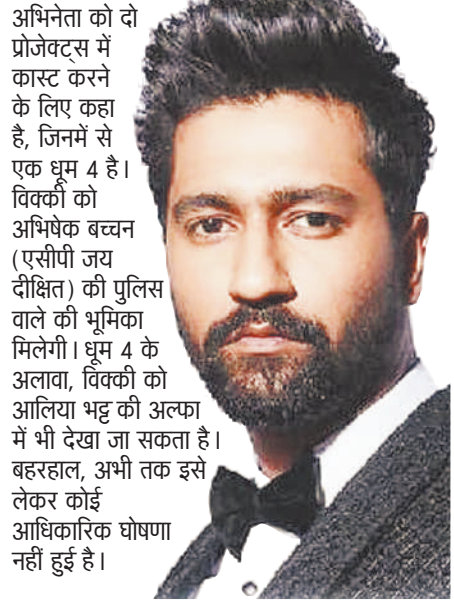 अभिनेता को दो
प्रोजेक्ट्स में
कास्ट करने
के लिए कहा
है, जिनमें से
एक धूम 4 है।
विक्की को
अभिषेक बच्चन
(एसीपी जय
दीक्षित) की पुलिस
वाले की भूमिका
मिलेगी। धूम 4 के
अलावा, विक्की को
आलिया भट्ट की अल्फा
में भी देखा जा सकता है।
बहरहाल, अभी तक इसे
लेकर कोई
आधिकारिक घोषणा
नहीं हुई है।